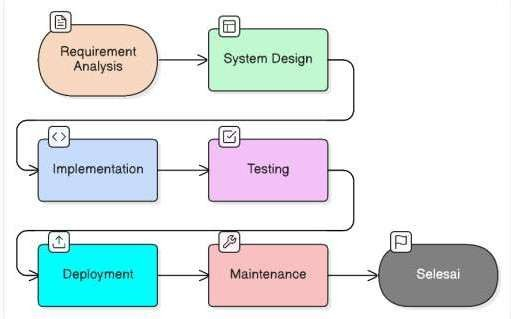 Requirement
Analysis
System Design
Implementation
Testing
Deployment
Maintenance
Selesai